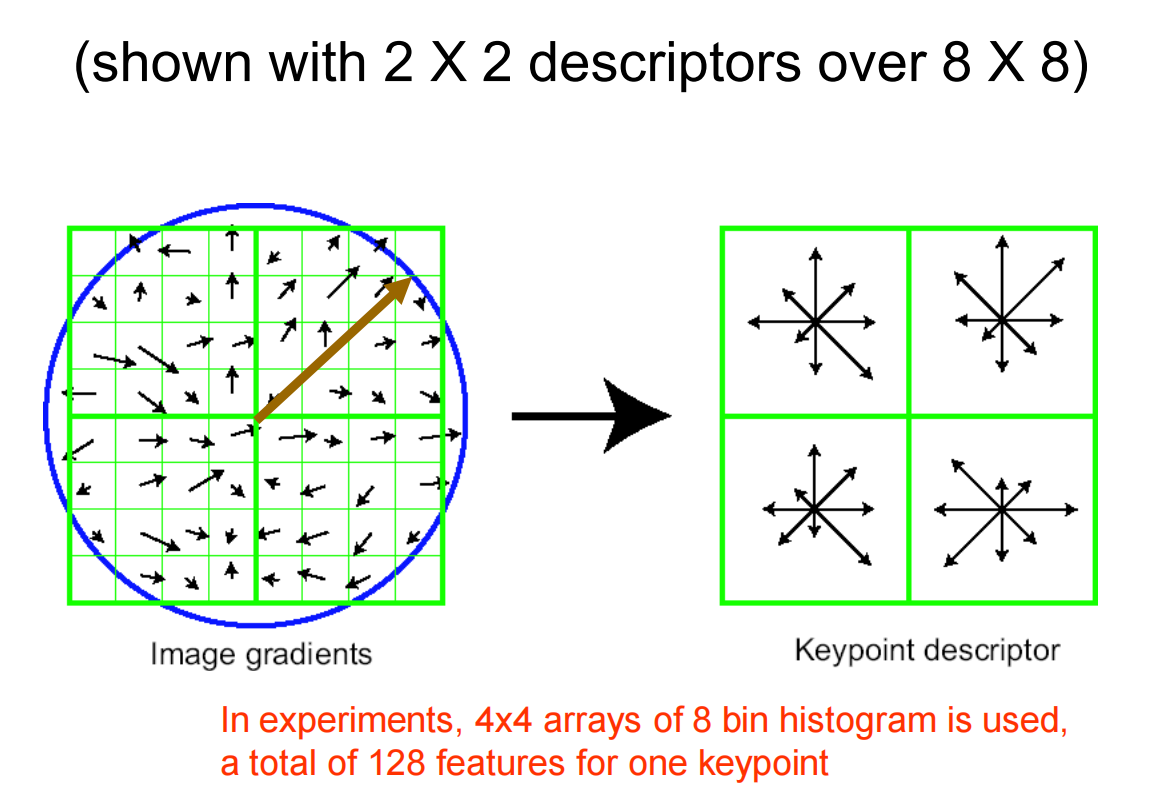 (shown with 2 X 2 descriptors over 8 X 8)
Image gradients
Keypoint descriptor
In experiments, 4x4 arrays of 8 bin histogram is used,
a total of 128 features for one keypoint